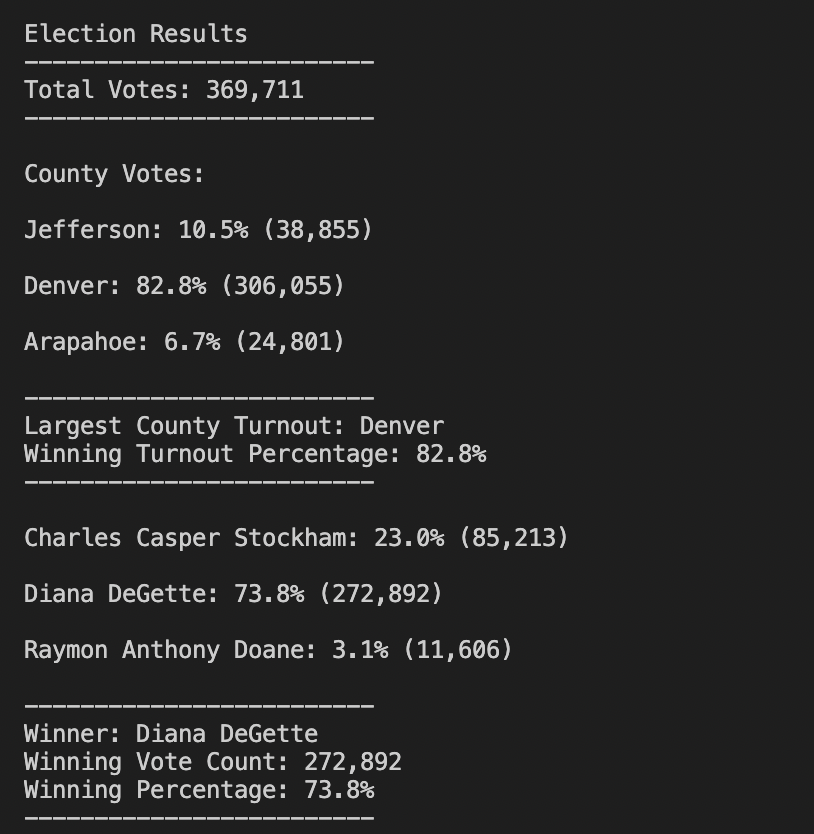 Election Results
-------------------------
Total Votes: 369,711
-------------------------
County Votes:
Jefferson: 10.5% (38,855)
Denver: 82.8% (306,055)
Arapahoe: 6.7% (24,801)
-------------------------
Largest County Turnout: Denver
Winning Turnout Percentage: 82.8%
-------------------------
Charles Casper Stockham: 23.0% (85,213)
Diana DeGette: 73.8% (272,892)
Raymon Anthony Doane: 3.1% (11,606)
-------------------------
Winner: Diana DeGette
Winning Vote Count: 272,892
Winning Percentage: 73.8%
-------------------------